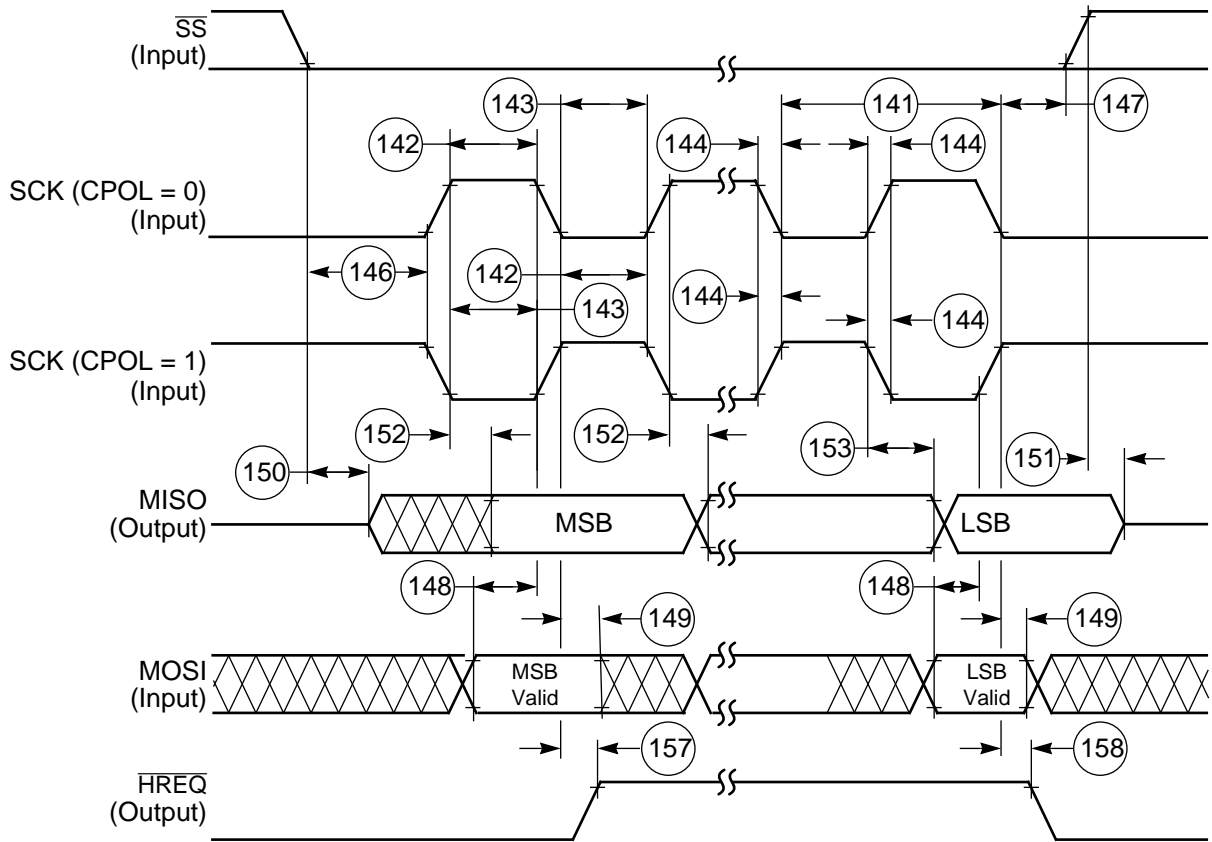 SS
(Input)
143
141
147
142
144
144
SCK (CPOL = 0)
(Input)
146
142
144
143
144
SCK (CPOL = 1)
(Input)
152
152
153
151
150
MISO
(Output)
MSB
LSB
148
148
149
149
MOSI
(Input)
MSB
Valid
LSB
Valid
157
158
HREQ
(Output)